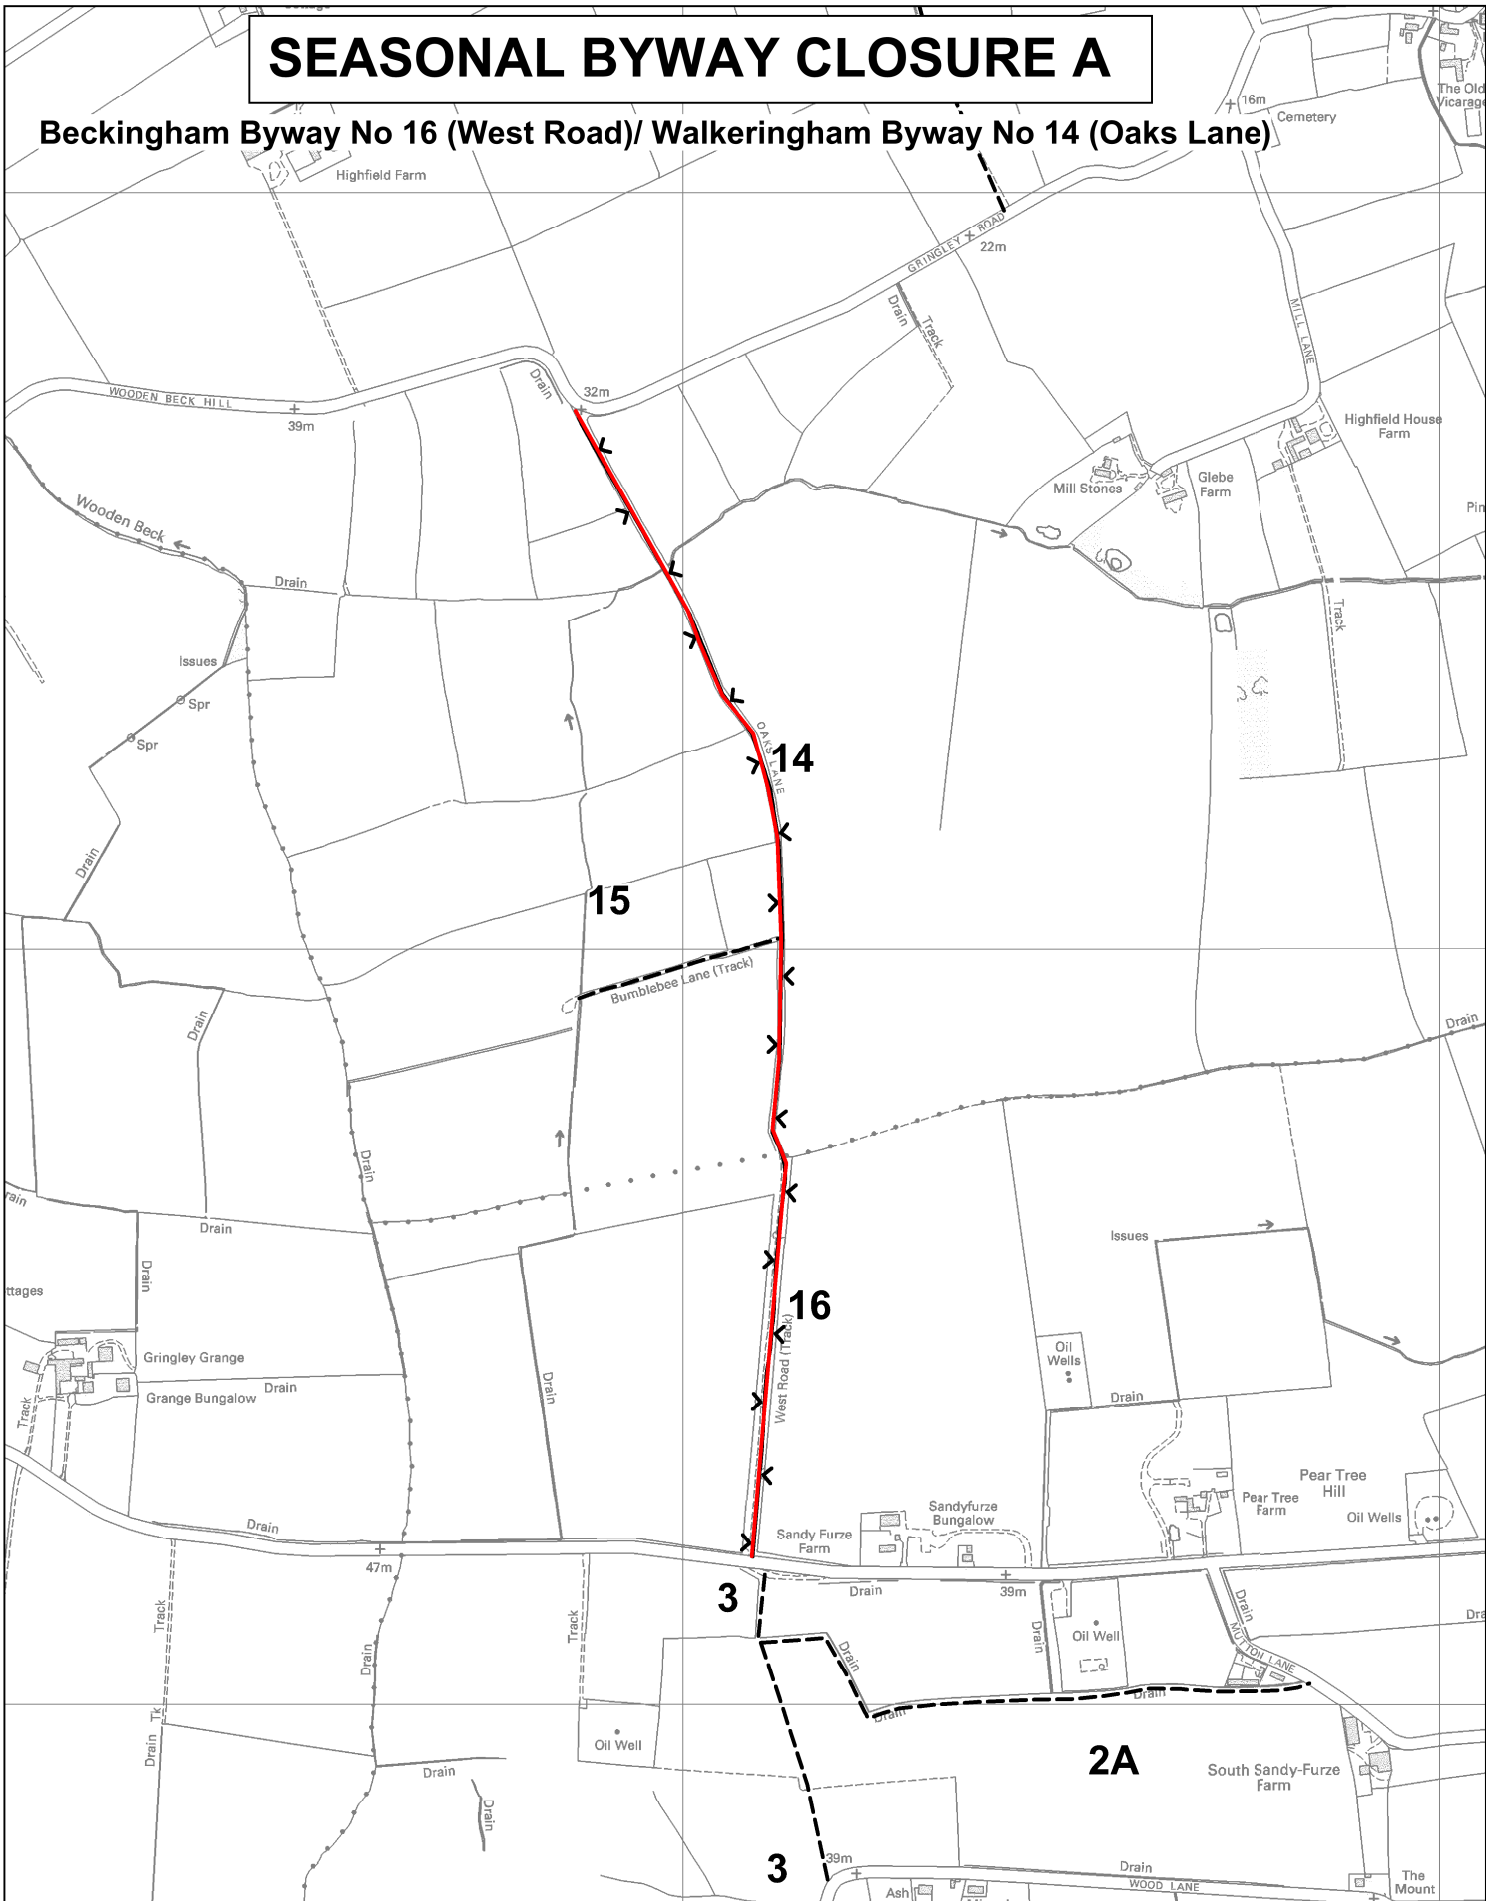 SEASONAL BYWAY CLOSURE A
The Old
Vicarage
16m
Cemetery
Beckingham Byway No 16 (West Road)/ Walkeringham Byway No 14 (Oaks Lane)
Highfield Farm
GRINGLEY ROAD
22m
Drain
Track
MILL LANE
Drain
32m
WOODEN BECK HILL
39m
Highfield House
Farm
Mill Stones
Glebe
Farm
Wooden Beck
Drain
Track
Issues
Spr
Spr
OAKS LANE
14
Drain
15
Bumblebee Lane (Track)
Drain
Drain
Drain
Drain
Issues
Drain
16
West Road (Track)
Oil
Wells
Gringley Grange
Grange Bungalow
Drain
Drain
Drain
Track
Pear Tree
Hill
Pear Tree
Farm
Oil Wells
Sandyfurze
Bungalow
Sandy Furze
Farm
Drain
47m
3
Drain
39m
Drain
MUTTON LANE
Track
Track
Drain
Drain
Oil Well
Drain
Drain
Drain
Tk
Drain
Oil Well
Drain
2A
South Sandy-Furze
Farm
Drain
3
39m
Drain
WOOD LANE
The
Mount
Ash